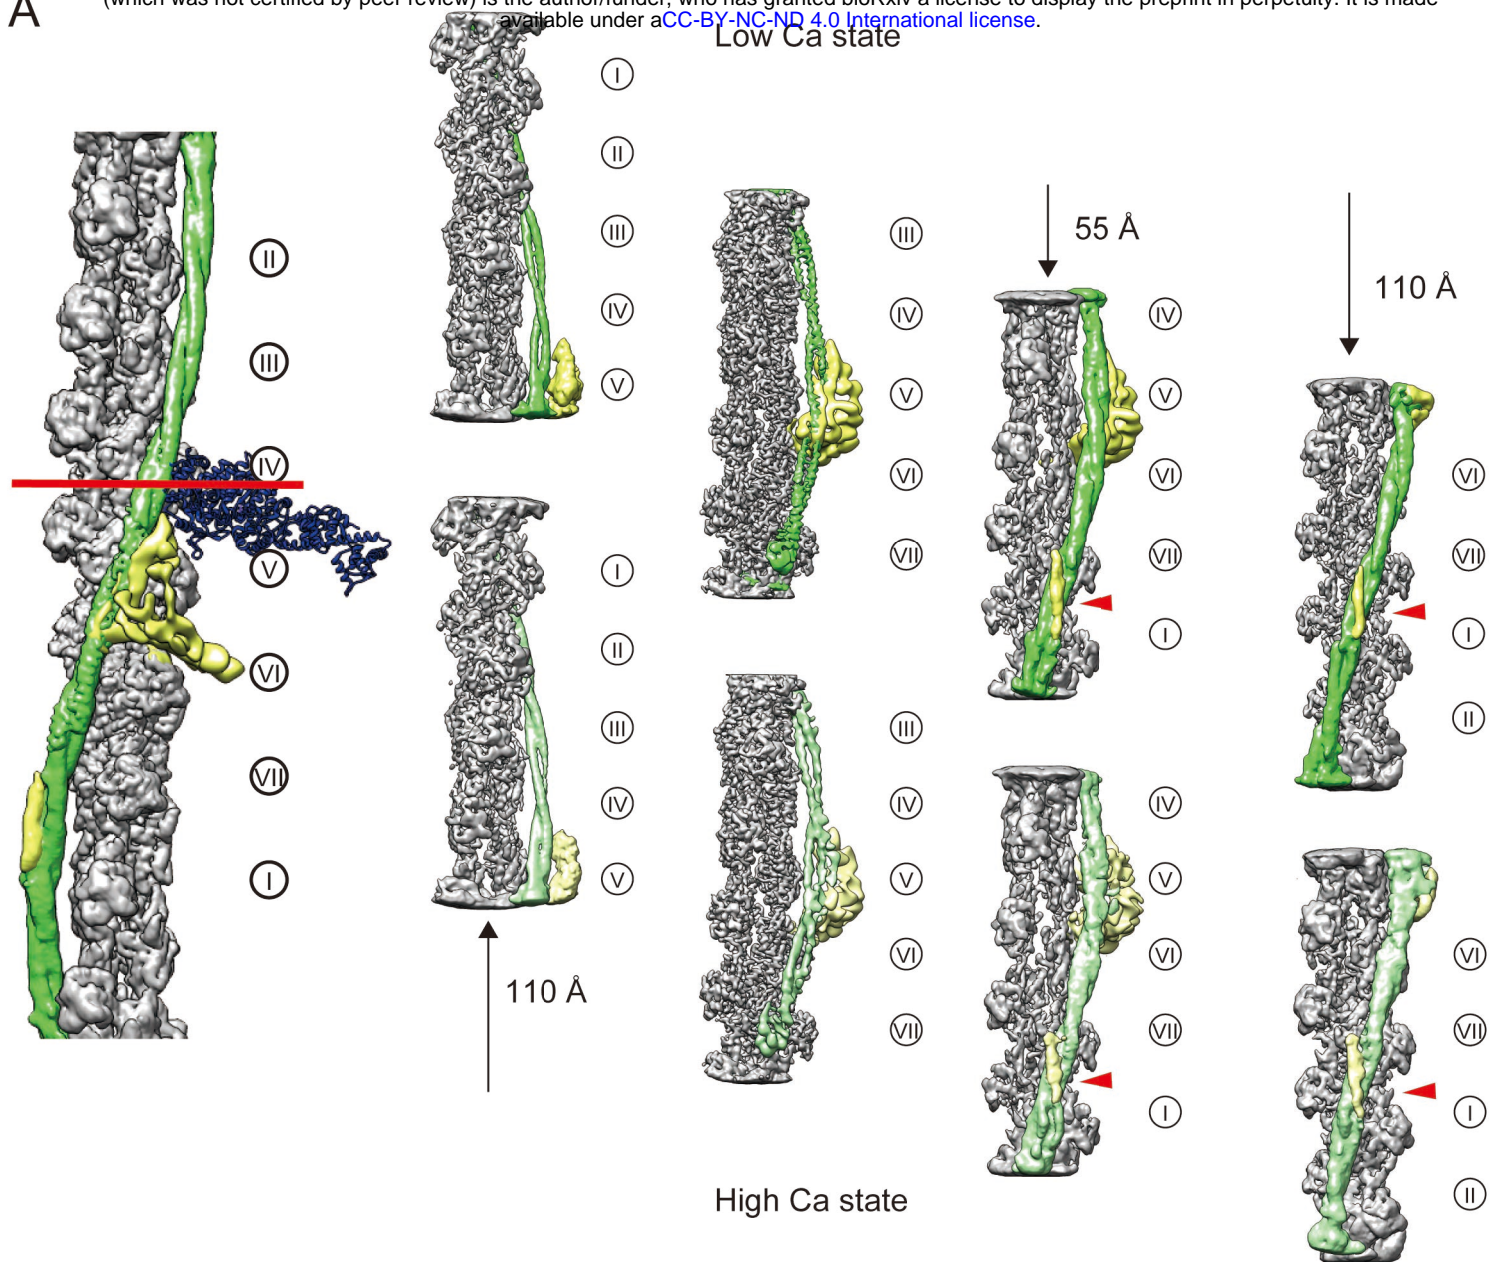 A
(which was not certified by peer review) is the author/funder, who has granted bioRxiv a license to display the preprint in perpetuity. It is made
available under aCC-BY-NC-ND 4.0 International license.
Low Ca state
II
III
IV
V
VI
VII
I
I
II
III
IV
V
III
IV
V
VI
VII
55 Å
IV
V
VI
VII
I
110 Å
VI
VII
I
II
I
II
III
IV
V
110 Å
III
IV
V
VI
VII
IV
V
VI
VII
I
VI
VII
I
II
High Ca state